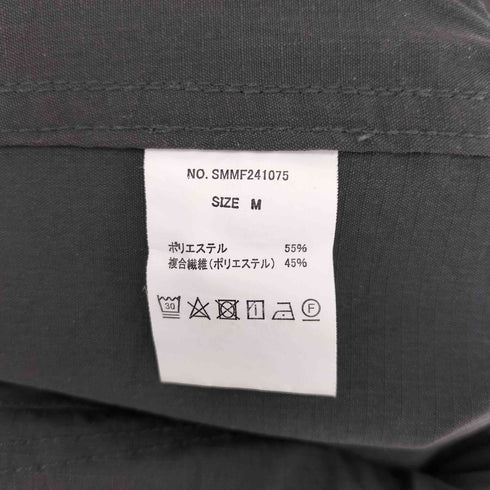 NO. SMMF241075
SIZE M
ポリエステル 55%
複合繊維(ポリエステル) 45%
30 F